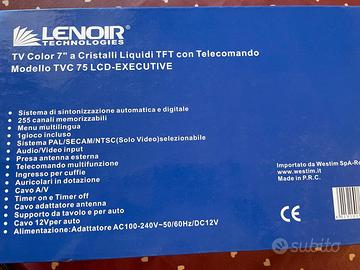 LENOIR
TECHNOLOGIES
TV Color 7" a Cristalli Liquidi TFT con Telecomando
Modello TVC 75 LCD-EXECUTIVE
• Sistema di sintonizzazione automatica e digitale
• 255 canali memorizzabili
• Menu multilingua
• 1gioco incluso
• Sistema PAL/SECAM/NTSC(Solo Video)selezionabile
• Audio/Video input
• Presa antenna esterna
• Telecomando multifunzione
• Ingresso per cuffie
• Auricolari in dotazione
• Cavo A/V
• Timer on e Timer off
• Cavo adattatore antenna
• Supporto da tavolo e per auto
• Cavo 12Vper auto
• Alimentazione:Adattatore AC100-240V~50/60Hz/DC12V
Importato da Westim SpA-Ro
www.westim.it
Made in P.R.C.
CE
subito